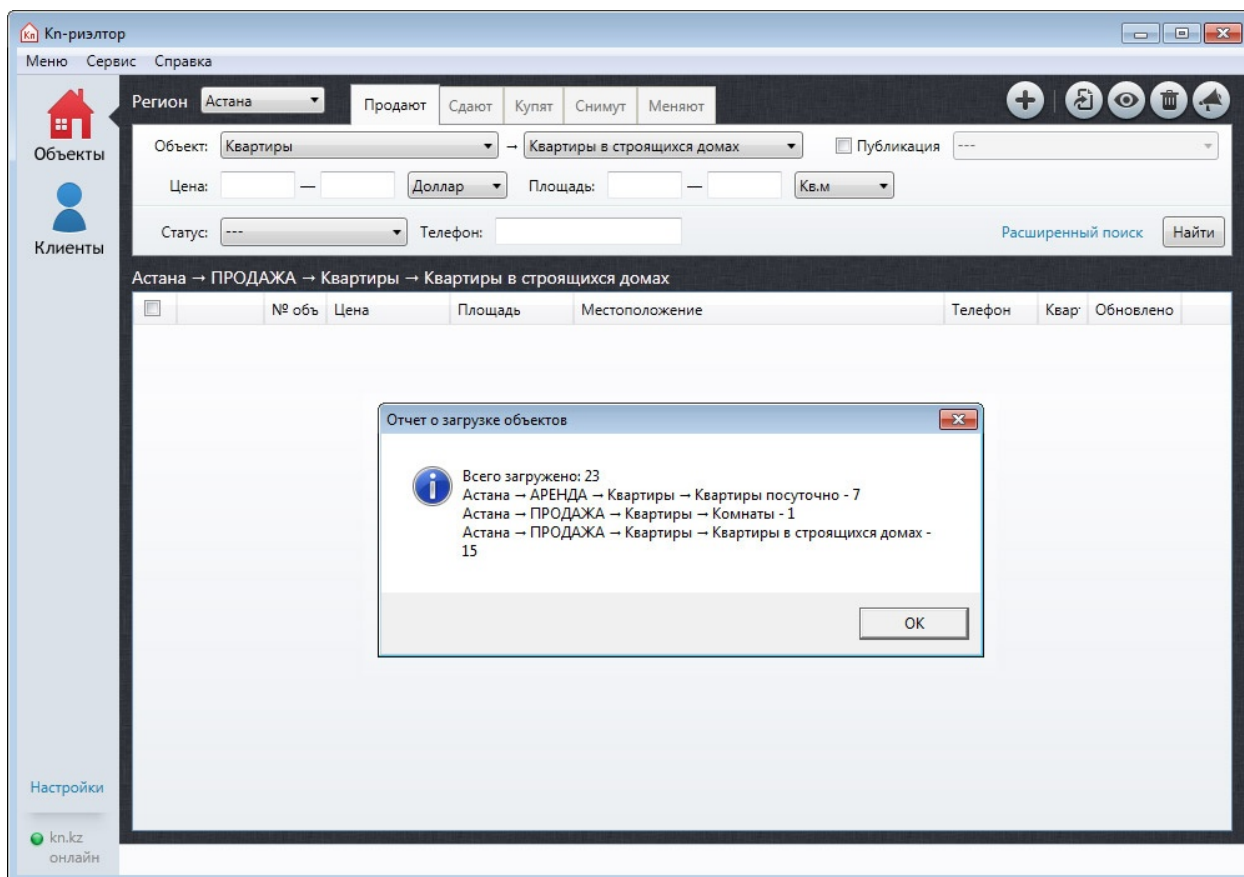 Kn Кп-риэлтор
Меню Сервис Справка
Регион Астана Продают Сдают Купят Снимут Меняют
Объекты
Объект: Квартиры → Квартиры в строящихся домах Публикация ---
Цена: — Доллар Площадь: — Кв.м
Клиенты
Статус: --- Телефон: Расширенный поиск Найти
Астана → ПРОДАЖА → Квартиры → Квартиры в строящихся домах
№ объ Цена Площадь Местоположение Телефон Квар Обновлено
Отчет о загрузке объектов
Всего загружено: 23
Астана → АРЕНДА → Квартиры → Квартиры посуточно - 7
Астана → ПРОДАЖА → Квартиры → Комнаты - 1
Астана → ПРОДАЖА → Квартиры → Квартиры в строящихся домах -
15
OK
Настройки
kn.kz
онлайн